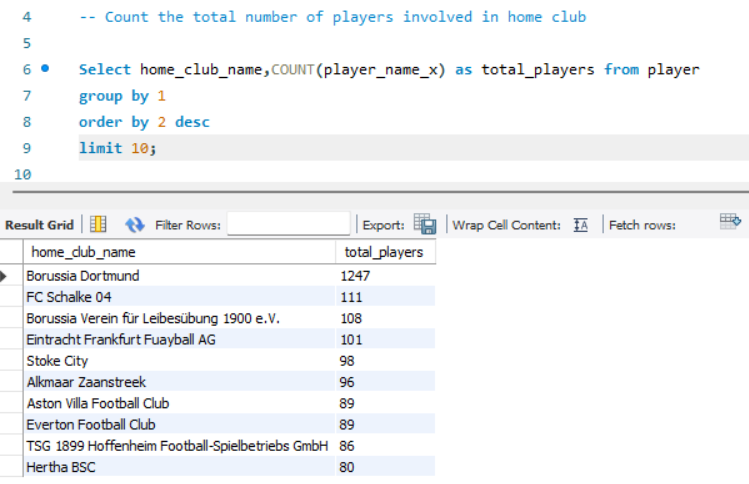 4 -- Count the total number of players involved in home club
5
6 Select home_club_name,COUNT(player_name_x) as total_players from player
7 group by 1
8 order by 2 desc
9 limit 10;
10
Result Grid Filter Rows: Export: Wrap Cell Content: IA Fetch rows:
home_club_name total_players
Borussia Dortmund 1247
FC Schalke 04 111
Borussia Verein für Leibesübung 1900 e.V. 108
Eintracht Frankfurt Fuayball AG 101
Stoke City 98
Alkmaar Zaanstreek 96
Aston Villa Football Club 89
Everton Football Club 89
TSG 1899 Hoffenheim Football-Spielbetriebs GmbH 86
Hertha BSC 80